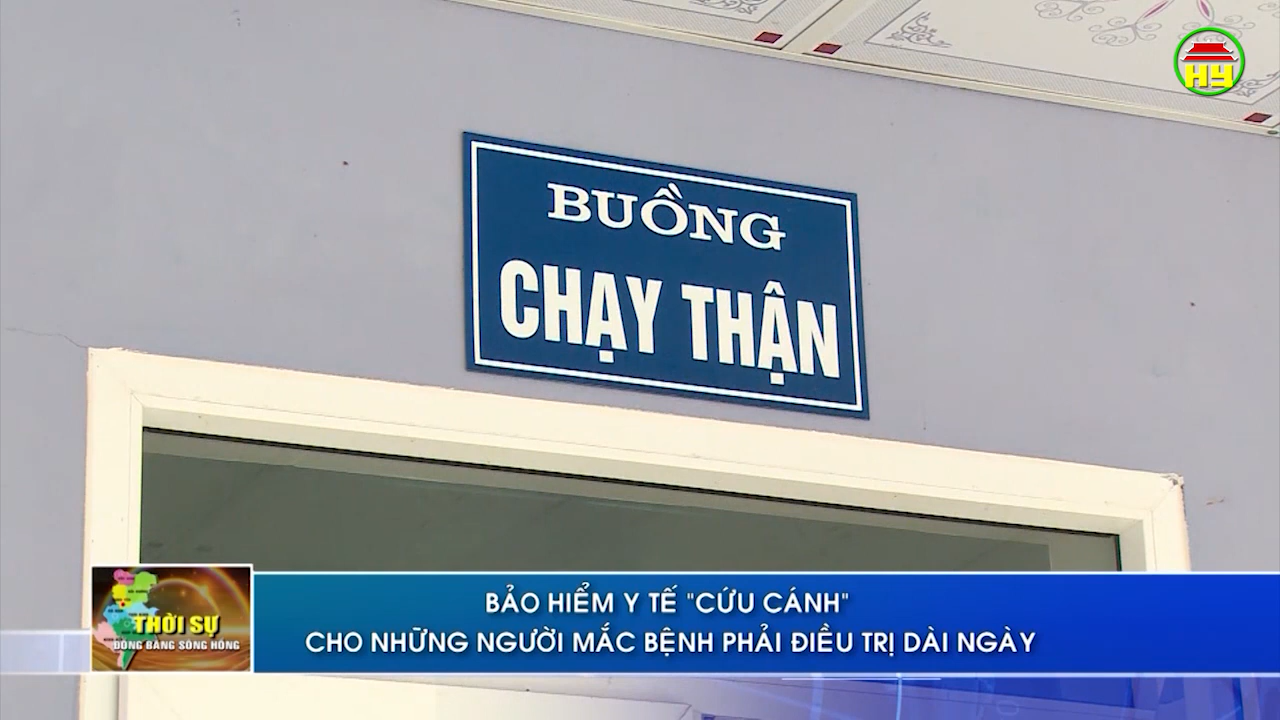 HY
BUỒNG
CHẠY THẬN
BẢO HIỂM Y TẾ "CỨU CÁNH"
CHO NHỮNG NGƯỜI MẮC BỆNH PHẢI ĐIỀU TRỊ DÀI NGÀY
THỜI SỰ
ĐỒNG BẰNG SÔNG HỒNG